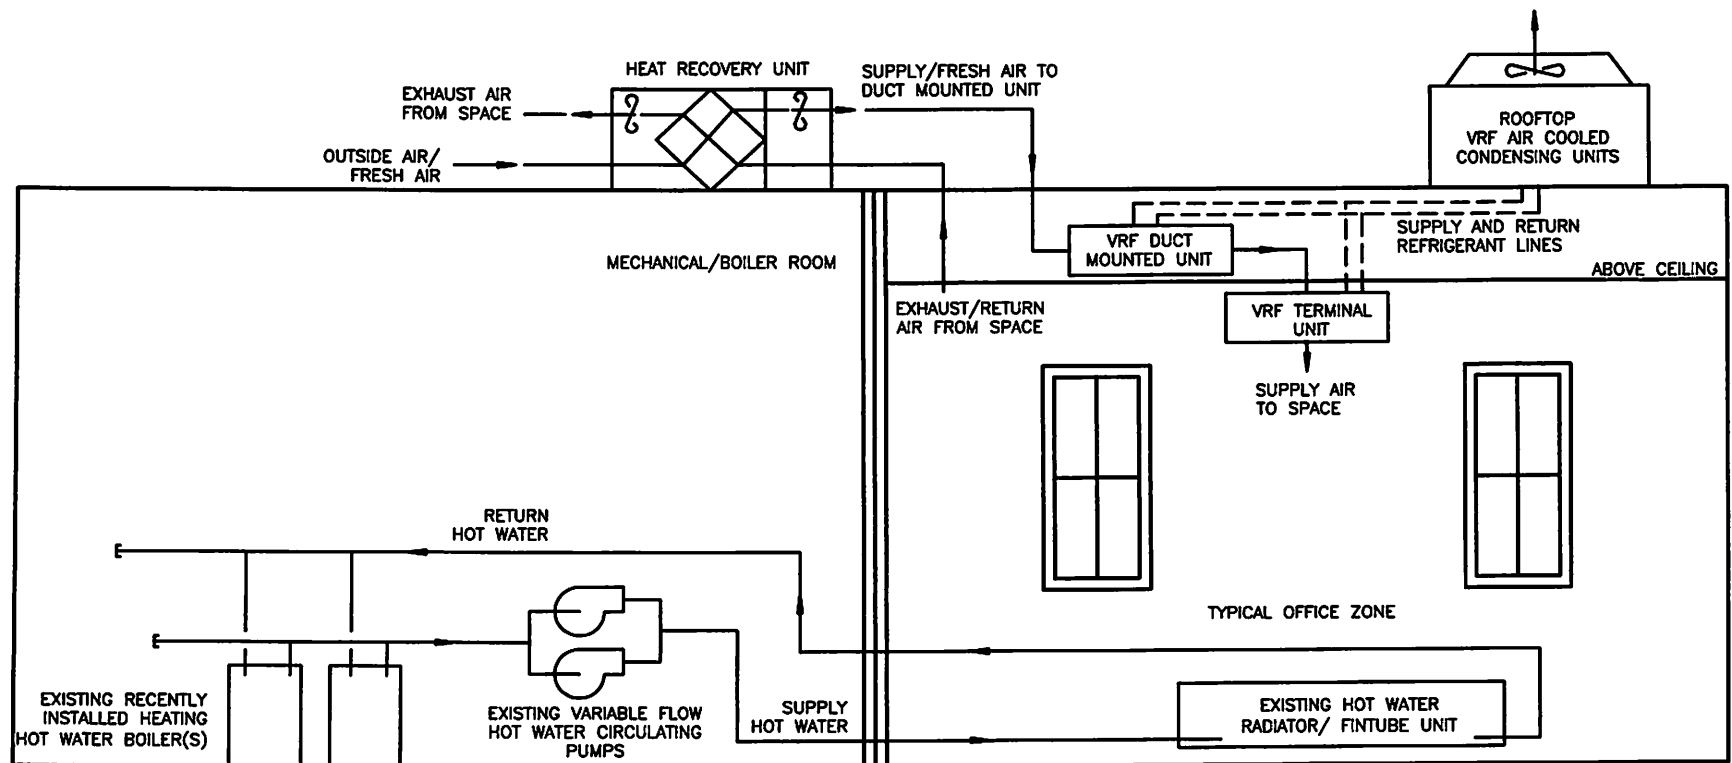 HEAT RECOVERY UNIT
SUPPLY/FRESH AIR TO
DUCT MOUNTED UNIT
EXHAUST AIR
FROM SPACE
OUTSIDE AIR/
FRESH AIR
ROOFTOP
VRF AIR COOLED
CONDENSING UNITS
SUPPLY AND RETURN
REFRIGERANT LINES
VRF DUCT
MOUNTED UNIT
MECHANICAL/BOILER ROOM
ABOVE CEILING
EXHAUST/RETURN
AIR FROM SPACE
VRF TERMINAL
UNIT
SUPPLY AIR
TO SPACE
RETURN
HOT WATER
TYPICAL OFFICE ZONE
EXISTING RECENTLY
INSTALLED HEATING
HOT WATER BOILER(S)
EXISTING VARIABLE FLOW
HOT WATER CIRCULATING
PUMPS
SUPPLY
HOT WATER
EXISTING HOT WATER
RADIATOR/ FINTUBE UNIT